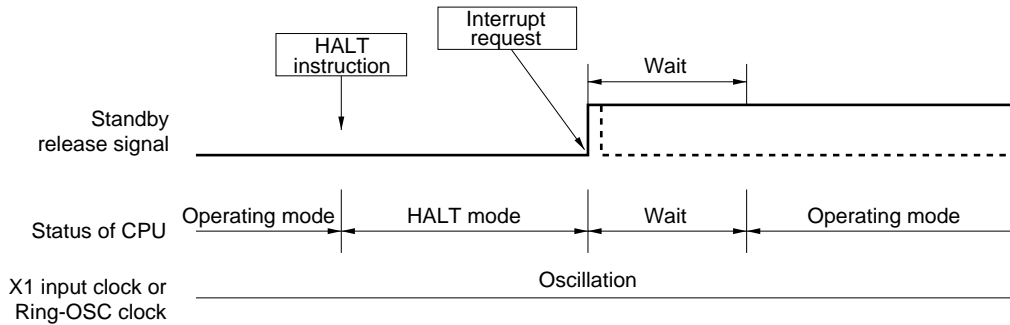 Interrupt
request
HALT
instruction
Wait
Standby
release signal
Operating mode
HALT mode
Wait
Operating mode
Status of CPU
Oscillation
X1 input clock or
Ring-OSC clock